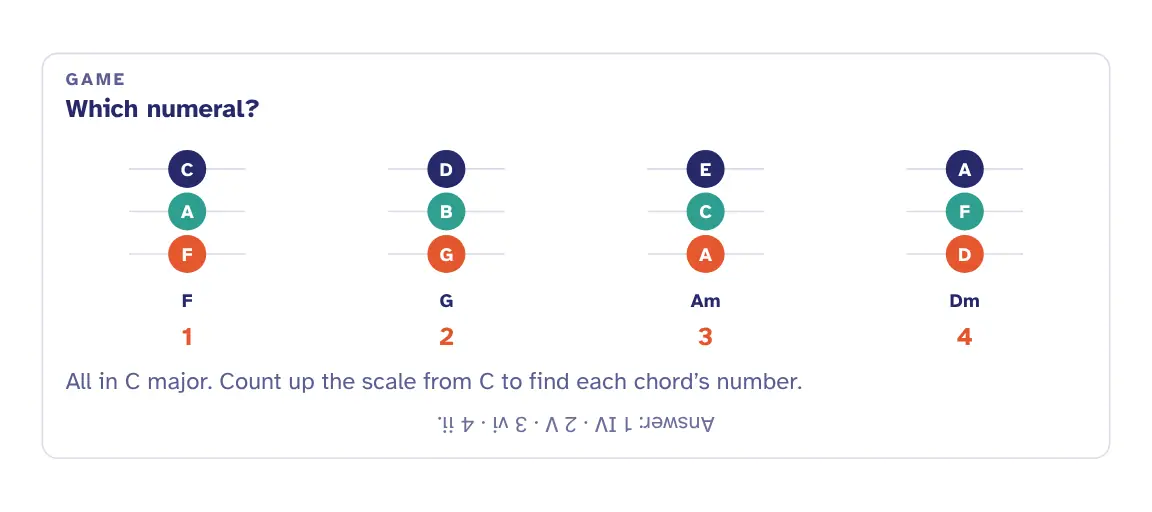 GAME
Which numeral?
C D E A
A B C F
F G A D
F G Am Dm
1 2 3 4
All in C major. Count up the scale from C to find each chord’s number.
Answer: 1 IV · 2 V · 3 vi · 4 ii.